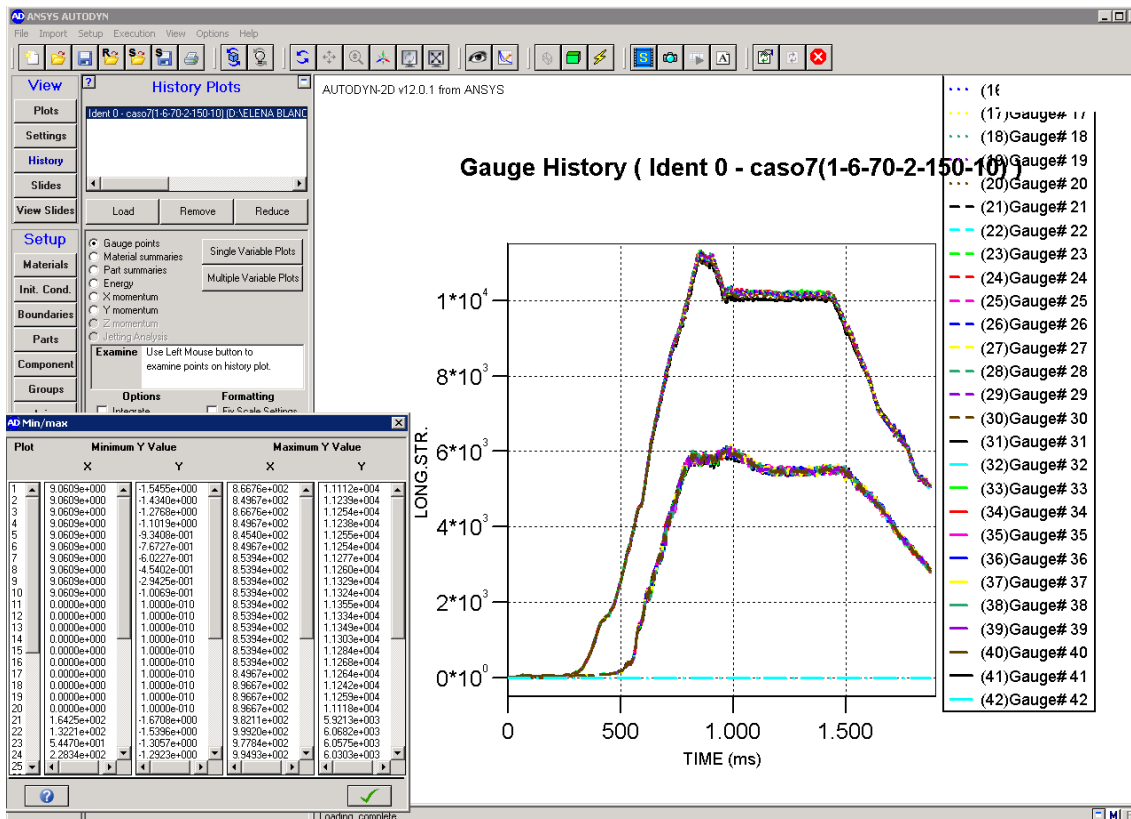 ANSYS AUTODYN
File Import Setup Execution View Options Help
View
Plots
Settings
History
Slides
View Slides
Setup
Materials
Init. Cond.
Boundaries
Parts
Component
Groups
? History Plots
Ident 0 - caso7(1-6-70-2-150-10) (D:\ELENA BLANC
Load Remove Reduce
Gauge points
Material summaries
Part summaries
Energy
X momentum
Y momentum
Z momentum
Jetting Analysis
Single Variable Plots
Multiple Variable Plots
Examine Use Left Mouse button to
examine points on history plot.
Options Formatting
Integrate Fix Scale Settings
AUTODYN-2D v12.0.1 from ANSYS
Gauge History ( Ident 0 - caso7(1-6-70-2-150-10) )
LONG.STR.
1*10⁴
8*10³
6*10³
4*10³
2*10³
0*10⁰
0 500 1.000 1.500
TIME (ms)
(17)Gauge# 17
(18)Gauge# 18
(19)Gauge# 19
(20)Gauge# 20
(21)Gauge# 21
(22)Gauge# 22
(23)Gauge# 23
(24)Gauge# 24
(25)Gauge# 25
(26)Gauge# 26
(27)Gauge# 27
(28)Gauge# 28
(29)Gauge# 29
(30)Gauge# 30
(31)Gauge# 31
(32)Gauge# 32
(33)Gauge# 33
(34)Gauge# 34
(35)Gauge# 35
(36)Gauge# 36
(37)Gauge# 37
(38)Gauge# 38
(39)Gauge# 39
(40)Gauge# 40
(41)Gauge# 41
(42)Gauge# 42
Min/max
Plot Minimum Y Value Maximum Y Value
X Y X Y
1 9.0609e+000 -1.5455e+000 8.6676e+002 1.1112e+004
2 9.0609e+000 -1.4340e+000 8.4967e+002 1.1239e+004
3 9.0609e+000 -1.2768e+000 8.6676e+002 1.1254e+004
4 9.0609e+000 -1.1019e+000 8.4967e+002 1.1238e+004
5 9.0609e+000 -9.3408e-001 8.4540e+002 1.1255e+004
6 9.0609e+000 -7.6727e-001 8.4967e+002 1.1254e+004
7 9.0609e+000 -6.0227e-001 8.5394e+002 1.1277e+004
8 9.0609e+000 -4.5402e-001 8.5394e+002 1.1260e+004
9 9.0609e+000 -2.9425e-001 8.5394e+002 1.1329e+004
10 9.0609e+000 -1.0069e-001 8.5394e+002 1.1324e+004
11 0.0000e+000 1.0000e-010 8.5394e+002 1.1355e+004
12 0.0000e+000 1.0000e-010 8.5394e+002 1.1334e+004
13 0.0000e+000 1.0000e-010 8.5394e+002 1.1349e+004
14 0.0000e+000 1.0000e-010 8.5394e+002 1.1303e+004
15 0.0000e+000 1.0000e-010 8.5394e+002 1.1284e+004
16 0.0000e+000 1.0000e-010 8.5394e+002 1.1268e+004
17 0.0000e+000 1.0000e-010 8.4967e+002 1.1264e+004
18 0.0000e+000 1.0000e-010 8.9667e+002 1.1242e+004
19 0.0000e+000 1.0000e-010 8.9667e+002 1.1259e+004
20 0.0000e+000 1.0000e-010 8.9667e+002 1.1118e+004
21 1.6425e+002 -1.6708e+000 9.8211e+002 5.9213e+003
22 1.3221e+002 -1.5396e+000 9.9920e+002 6.0682e+003
23 5.4470e+001 -1.3057e+000 9.7784e+002 6.0575e+003
24 2.2834e+002 -1.2923e+000 9.9493e+002 6.0303e+003
25
Loading complete
M